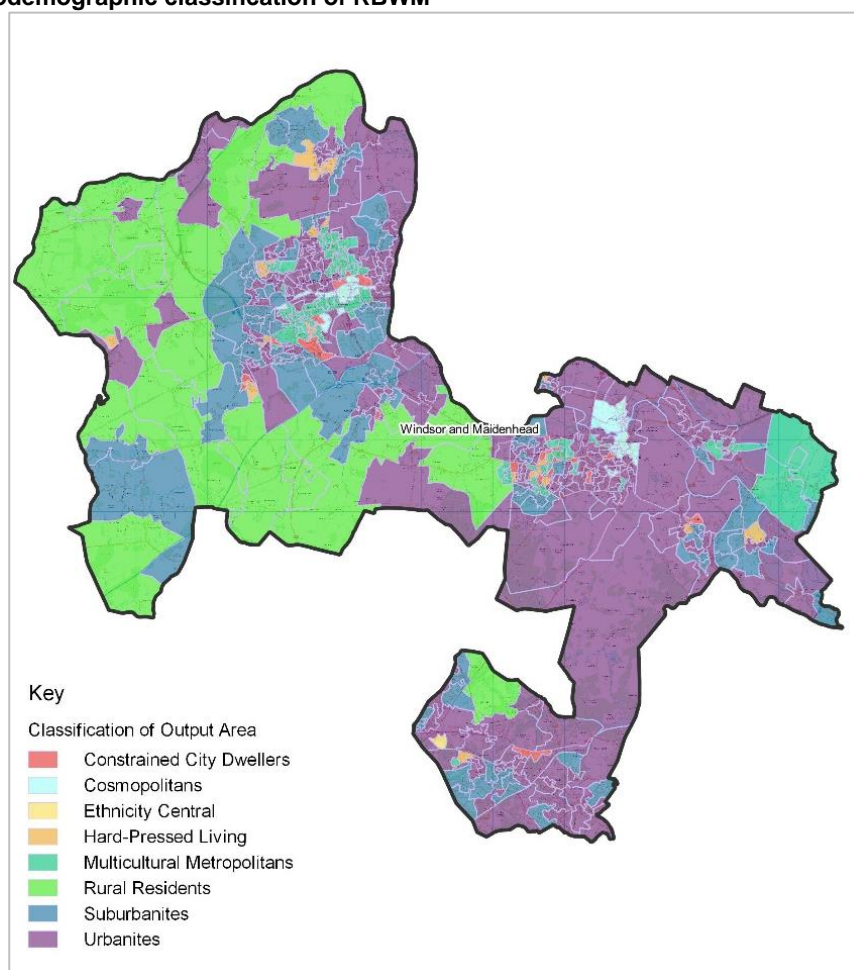 classification of RBWM
Windsor and Maidenhead
Key
Classification of Output Area
Constrained City Dwellers
Cosmopolitans
Ethnicity Central
Hard-Pressed Living
Multicultural Metropolitans
Rural Residents
Suburbanites
Urbanites